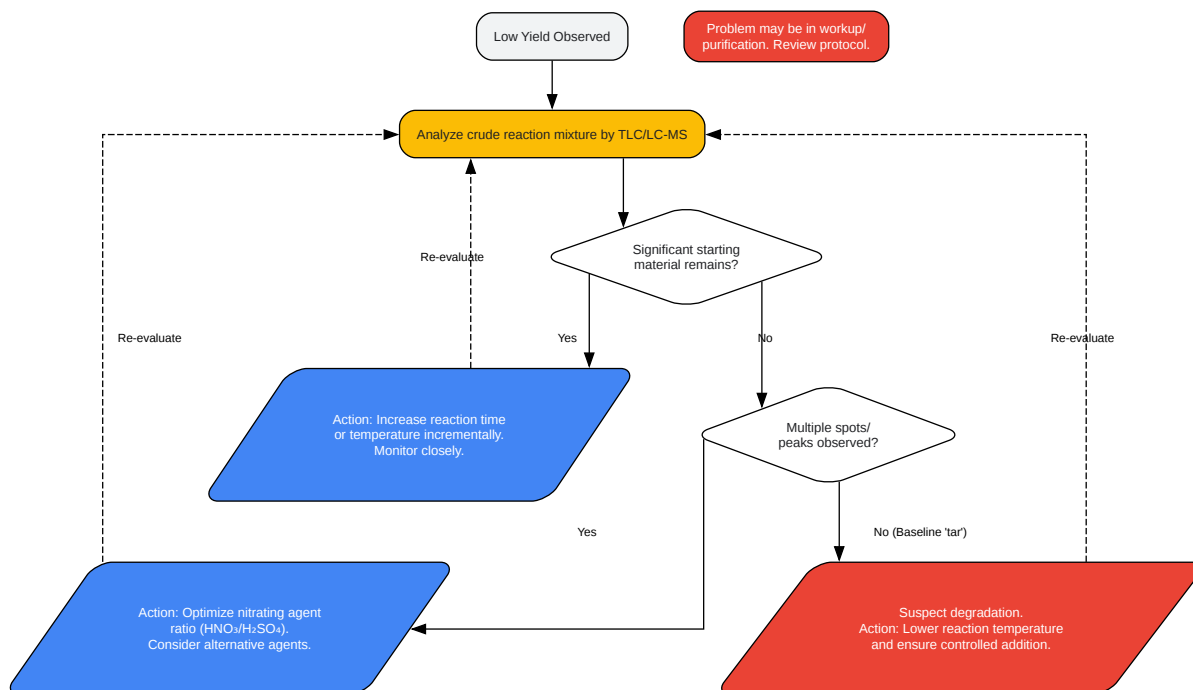 Low Yield Observed
Problem may be in workup/
purification. Review protocol.
Analyze crude reaction mixture by TLC/LC-MS
Significant starting
material remains?
Re-evaluate
Re-evaluate
Yes
No
Re-evaluate
Action: Increase reaction time
or temperature incrementally.
Monitor closely.
Multiple spots/
peaks observed?
Yes
No (Baseline 'tar')
Action: Optimize nitrating agent
ratio (HNO₃/H₂SO₄).
Consider alternative agents.
Suspect degradation.
Action: Lower reaction temperature
and ensure controlled addition.